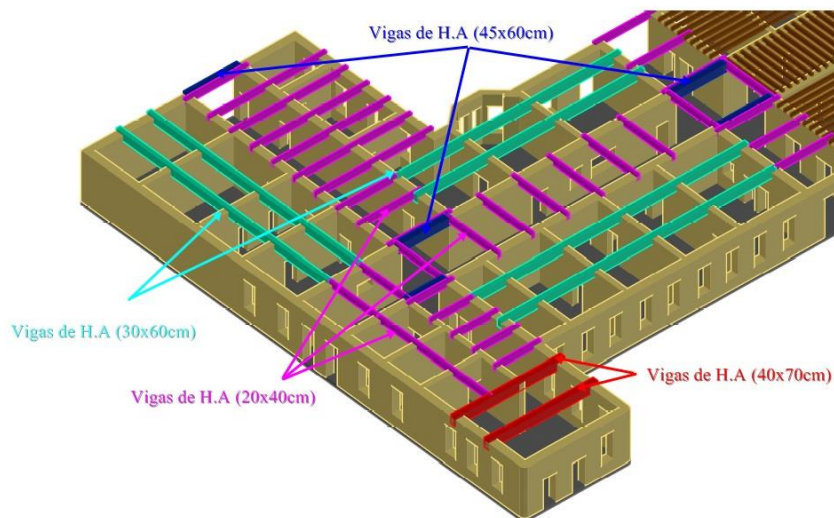 Vigas de H.A (45x60cm)
Vigas de H.A (30x60cm)
Vigas de H.A (20x40cm)
Vigas de H.A (40x70cm)